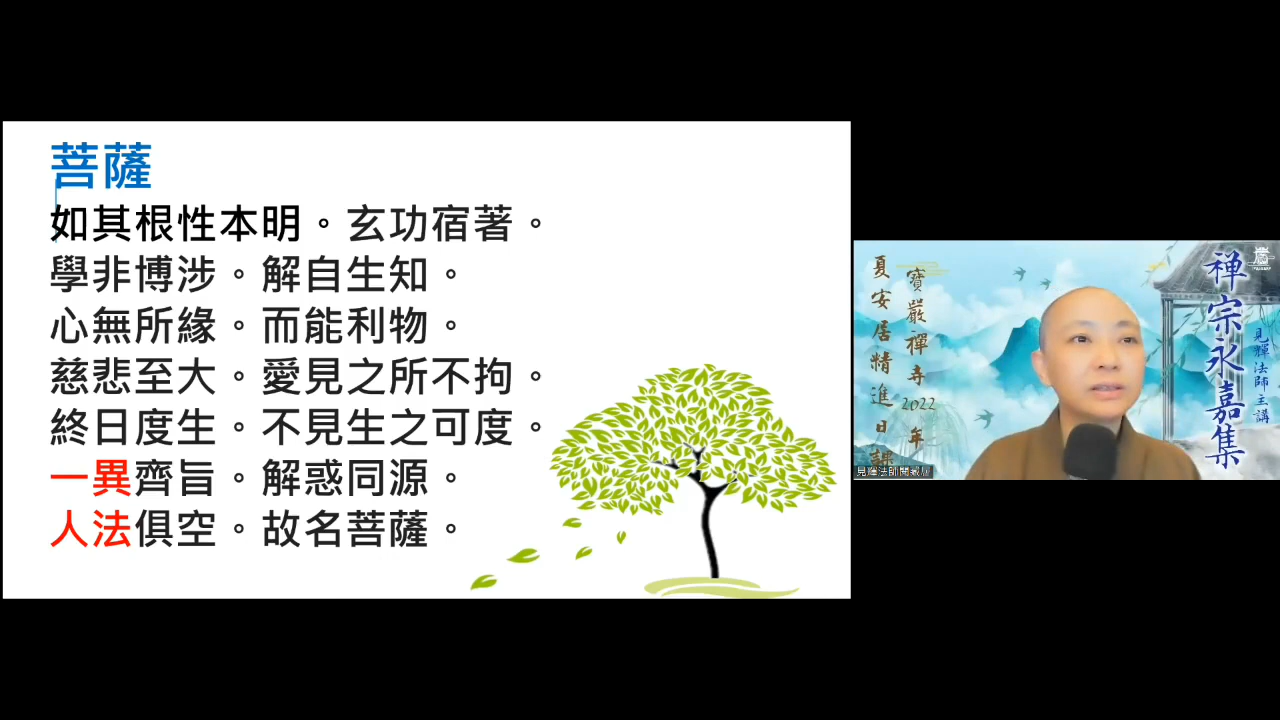 菩薩
如其根性本明。玄功宿著。
學非博涉。解自生知。
心無所緣。而能利物。
慈悲至大。愛見之所不拘。
終日度生。不見生之可度。
一異齊旨。解惑同源。
人法俱空。故名菩薩。
夏安居精進日課
寶嚴禪寺2022年
禅宗永嘉集
見輝法師主講